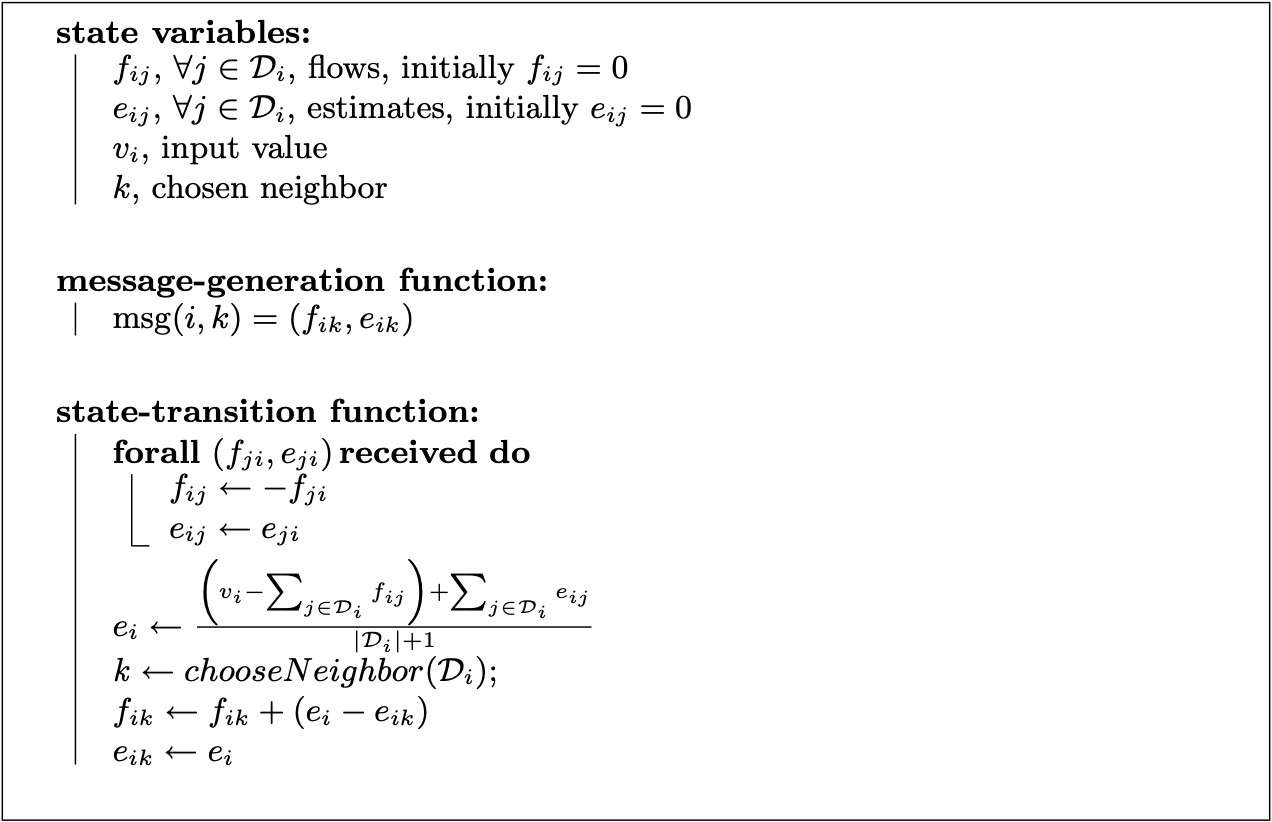 state variables:
f_{ij}, ∀j ∈ 𝒟_i, flows, initially f_{ij} = 0
e_{ij}, ∀j ∈ 𝒟_i, estimates, initially e_{ij} = 0
v_i, input value
k, chosen neighbor
message-generation function:
msg(i, k) = (f_{ik}, e_{ik})
state-transition function:
forall (f_{ji}, e_{ji}) received do
f_{ij} ← −f_{ji}
e_{ij} ← e_{ji}
e_i ← \frac{(v_i − ∑_{j∈𝒟_i} f_{ij}) + ∑_{j∈𝒟_i} e_{ij}}{|𝒟_i|+1}
k ← chooseNeighbor(𝒟_i);
f_{ik} ← f_{ik} + (e_i − e_{ik})
e_{ik} ← e_i